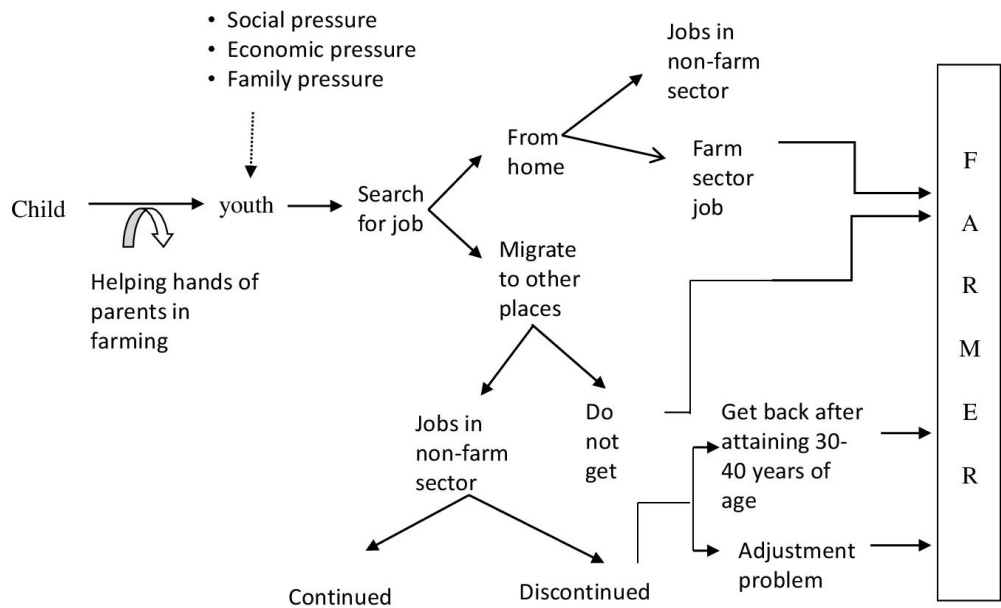 • Social pressure
• Economic pressure
• Family pressure
Child
youth
Helping hands of
parents in
farming
Search
for job
From
home
Jobs in
non-farm
sector
Farm
sector
job
Migrate
to other
places
Jobs in
non-farm
sector
Do
not
get
Continued
Discontinued
Get back after
attaining 30-
40 years of
age
Adjustment
problem
F
A
R
M
E
R